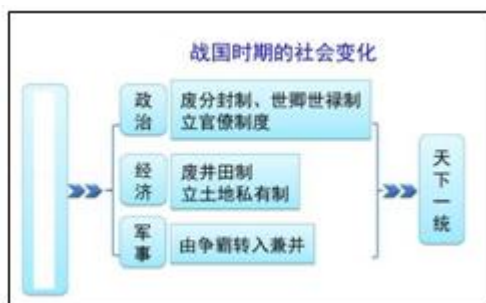 战国时期的社会变化
政治
废分封制、世卿世禄制
立官僚制度
经济
废井田制
立土地私有制
军事
由争霸转入兼并
天下一统